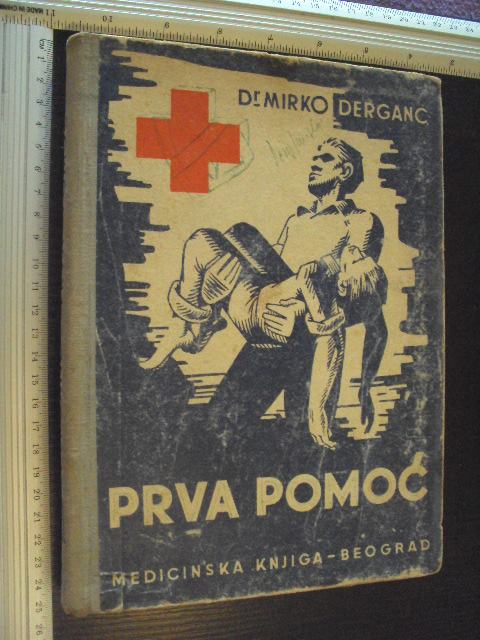 Dr MIRKO DERGANC
PRVA POMOĆ
MEDICINSKA KNJIGA – BEOGRAD